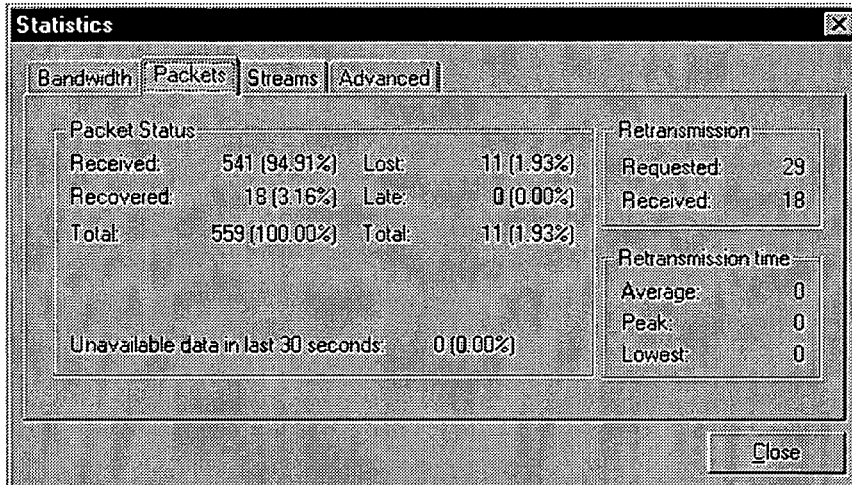 Statistics
Bandwidth Packets Streams Advanced
Packet Status
Received: 541 (94.91%) Lost: 11 (1.93%)
Recovered: 18 (3.16%) Late: 0 (0.00%)
Total: 559 (100.00%) Total: 11 (1.93%)
Unavailable data in last 30 seconds: 0 (0.00%)
Retransmission
Requested: 29
Received: 18
Retransmission time
Average: 0
Peak: 0
Lowest: 0
Close